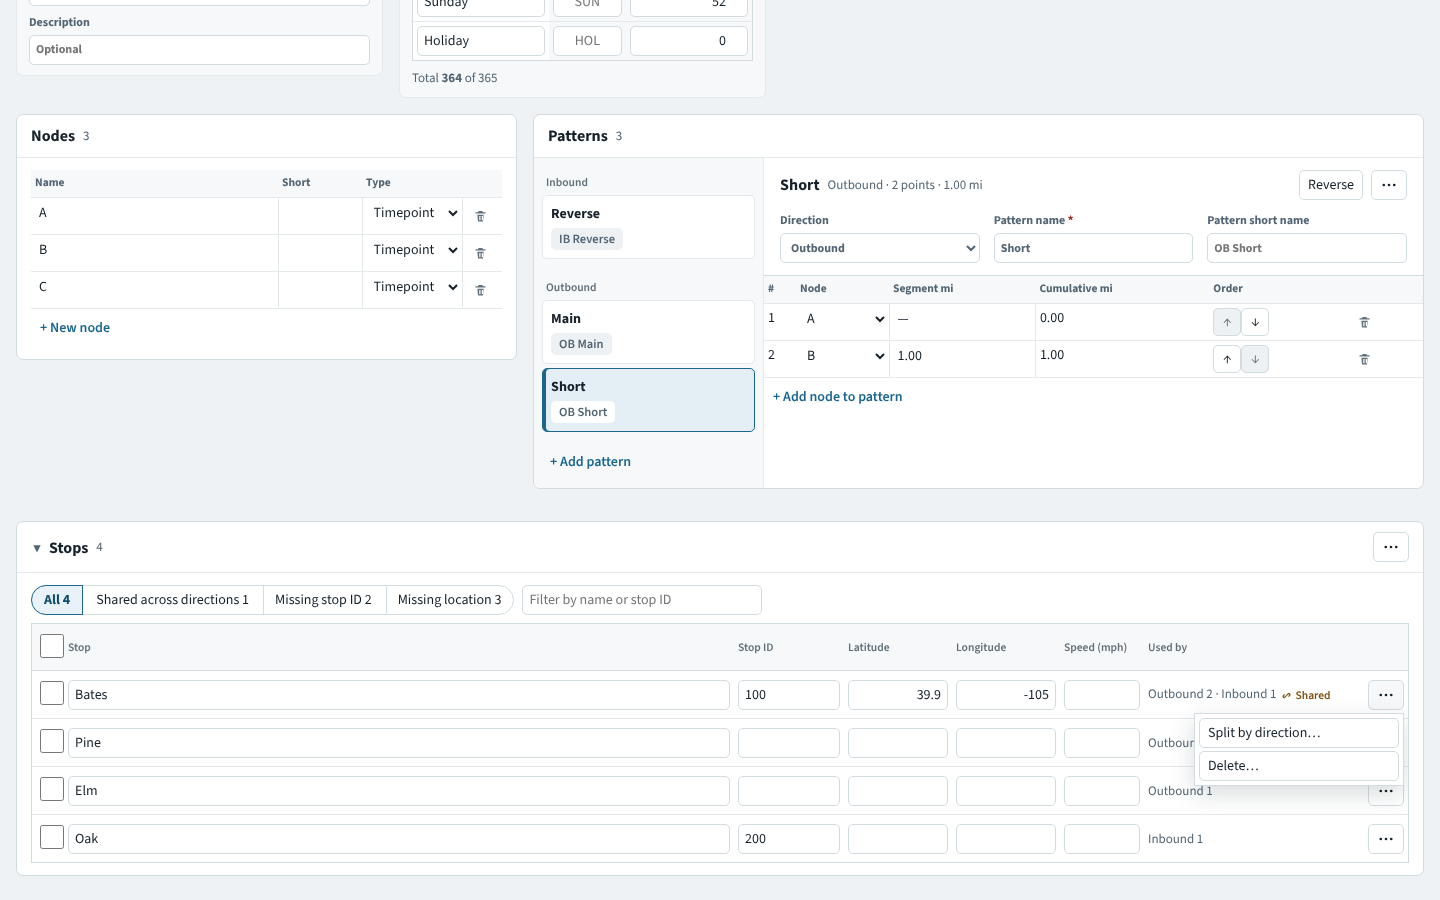 Description
Optional
Sunday SUN 52
Holiday HOL 0
Total 364 of 365
Nodes 3
Name Short Type
A Timepoint
B Timepoint
C Timepoint
+ New node
Patterns 3
Inbound
Reverse
IB Reverse
Outbound
Main
OB Main
Short
OB Short
+ Add pattern
Short Outbound · 2 points · 1.00 mi Reverse ···
Direction Pattern name * Pattern short name
Outbound Short OB Short
# Node Segment mi Cumulative mi Order
1 A — 0.00 ↑ ↓
2 B 1.00 1.00 ↑ ↓
+ Add node to pattern
▼ Stops 4 ···
All 4 Shared across directions 1 Missing stop ID 2 Missing location 3 Filter by name or stop ID
Stop Stop ID Latitude Longitude Speed (mph) Used by
Bates 100 39.9 -105 Outbound 2 · Inbound 1 Shared ···
Split by direction…
Delete…
Pine
Elm Outbound 1 ···
Oak 200 Inbound 1 ···